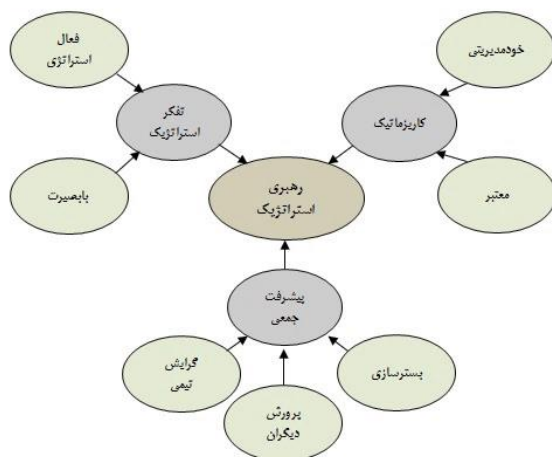 فعال
استراتژی
خودمدیریتی
تفکر
استراتژیک
کاریزماتیک
بابصیرت
رهبری
استراتژیک
معتبر
پیشرفت
جمعی
گرایش
تیمی
پرورش
دیگران
بسترسازی